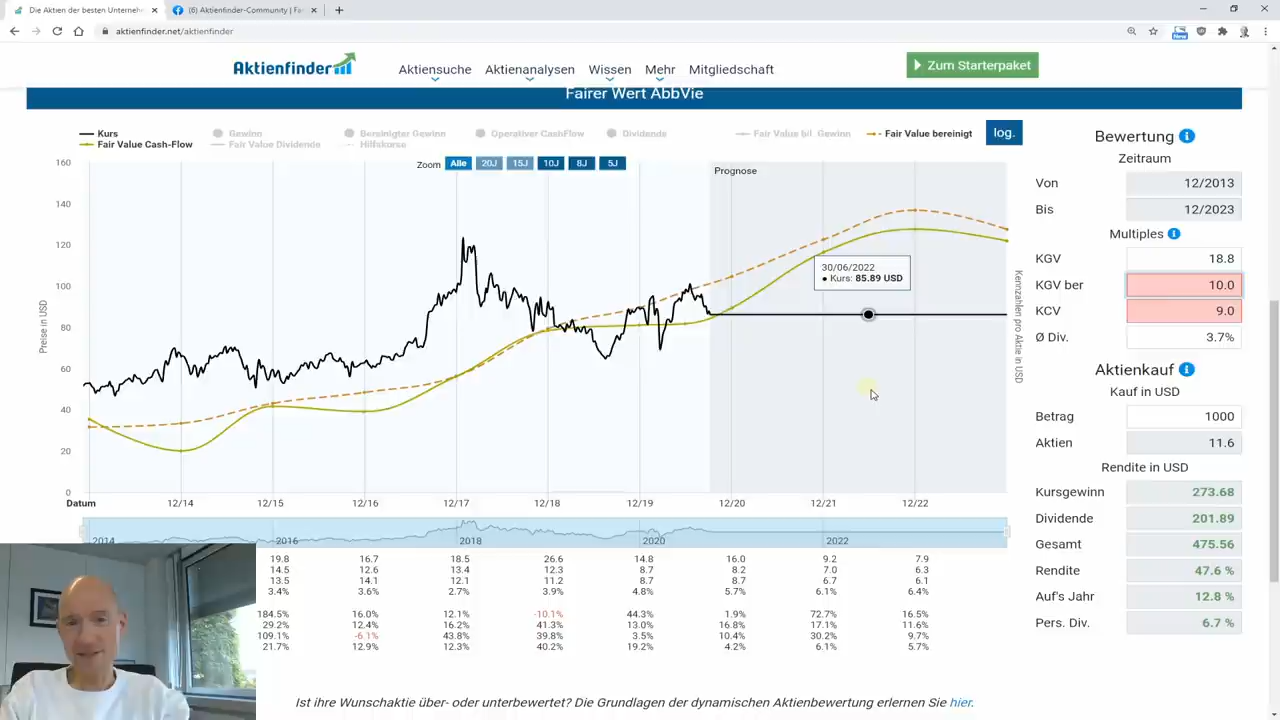 Die Aktien der besten Unternehm
(6) Aktienfinder-Community | Fac
aktienfinder.net/aktienfinder
New
Aktienfinder
Aktiensuche Aktienanalysen Wissen Mehr Mitgliedschaft
Zum Starterpaket
Fairer Wert AbbVie
Kurs Gewinn Bereinigter Gewinn Operativer CashFlow Dividende Fair Value bil. Gewinn Fair Value bereinigt
Fair Value Cash-Flow Fair Value Dividende Hilfskurse
log.
Zoom Alle 20J 15J 10J 8J 5J
Prognose
160
140
120
100
80
60
40
20
0
Preise in USD
Kennzahlen pro Aktie in USD
30/06/2022
Kurs: 85.89 USD
Datum 12/14 12/15 12/16 12/17 12/18 12/19 12/20 12/21 12/22
2014 2016 2018 2020 2022
19.8 16.7 18.5 26.6 14.8 16.0 9.2 7.9
14.5 12.6 13.4 12.3 8.7 8.2 7.0 6.3
13.5 14.1 12.1 11.2 8.7 8.7 6.7 6.1
3.4% 3.6% 2.7% 3.9% 4.8% 5.7% 6.1% 6.4%
184.5% 16.0% 12.1% -10.1% 44.3% 1.9% 72.7% 16.5%
29.2% 12.4% 16.2% 41.3% 13.0% 16.8% 17.1% 11.6%
109.1% -6.1% 43.8% 39.8% 3.5% 10.4% 30.2% 9.7%
21.7% 12.9% 12.3% 40.2% 19.2% 4.2% 6.1% 5.7%
Bewertung
Zeitraum
Von 12/2013
Bis 12/2023
Multiples
KGV 18.8
KGV ber 10.0
KCV 9.0
Ø Div. 3.7%
Aktienkauf
Kauf in USD
Betrag 1000
Aktien 11.6
Rendite in USD
Kursgewinn 273.68
Dividende 201.89
Gesamt 475.56
Rendite 47.6 %
Auf's Jahr 12.8 %
Pers. Div. 6.7 %
Ist ihre Wunschaktie über- oder unterbewertet? Die Grundlagen der dynamischen Aktienbewertung erlernen Sie hier.